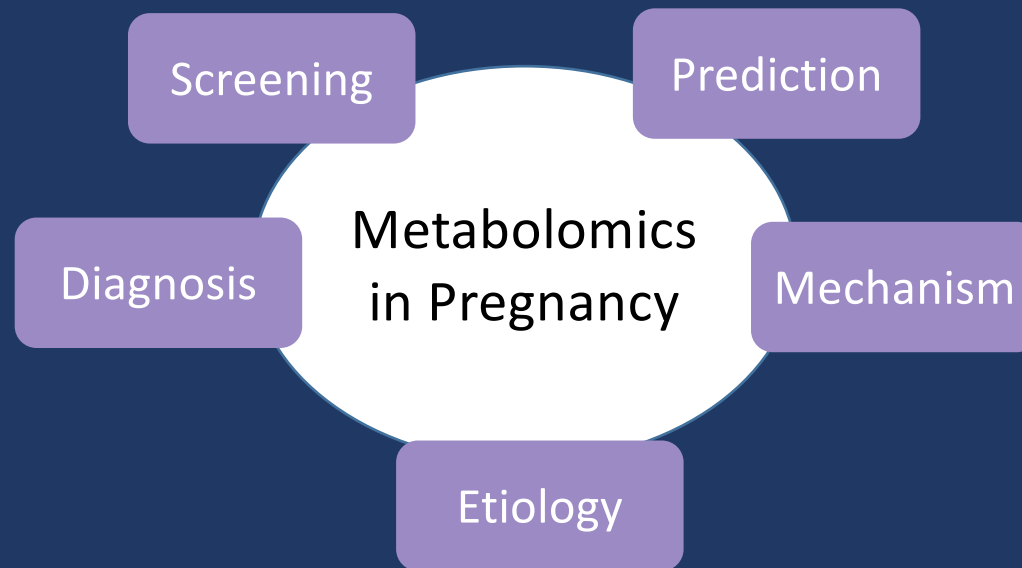 Screening
Prediction
Metabolomics
in Pregnancy
Diagnosis
Mechanism
Etiology